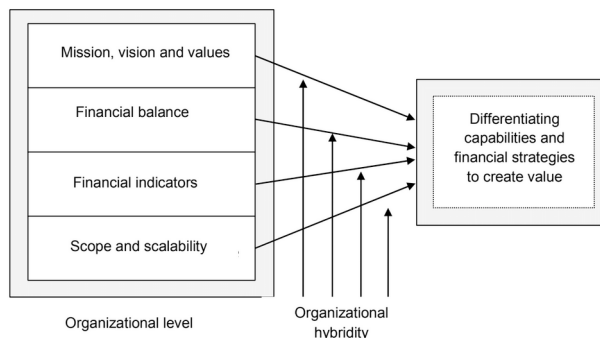 Mission, vision and values
Financial balance
Financial indicators
Scope and scalability
Organizational level
Organizational
hybridity
Differentiating
capabilities and
financial strategies
to create value